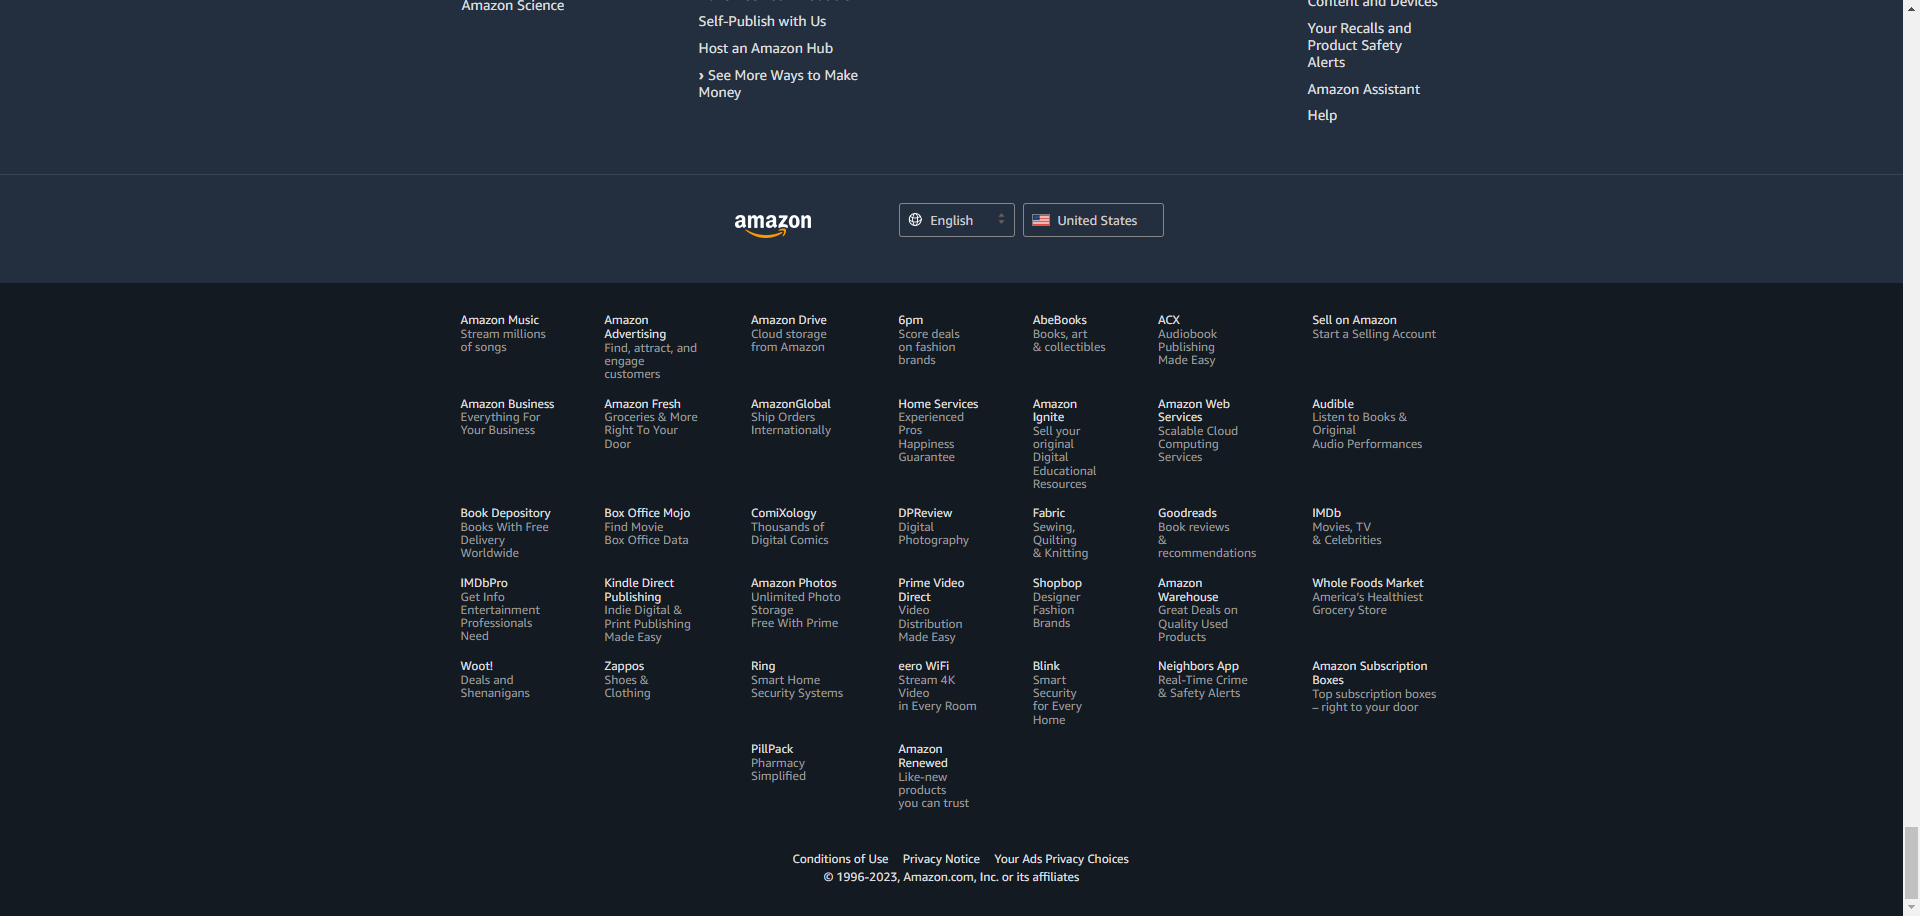 Amazon Science
Self-Publish with Us
Host an Amazon Hub
› See More Ways to Make
Money
Content and Devices
Your Recalls and
Product Safety
Alerts
Amazon Assistant
Help
amazon
English
United States
Amazon Music
Stream millions
of songs
Amazon
Advertising
Find, attract, and
engage
customers
Amazon Drive
Cloud storage
from Amazon
6pm
Score deals
on fashion
brands
AbeBooks
Books, art
& collectibles
ACX
Audiobook
Publishing
Made Easy
Sell on Amazon
Start a Selling Account
Amazon Business
Everything For
Your Business
Amazon Fresh
Groceries & More
Right To Your
Door
AmazonGlobal
Ship Orders
Internationally
Home Services
Experienced
Pros
Happiness
Guarantee
Amazon
Ignite
Sell your
original
Digital
Educational
Resources
Amazon Web
Services
Scalable Cloud
Computing
Services
Audible
Listen to Books &
Original
Audio Performances
Book Depository
Books With Free
Delivery
Worldwide
Box Office Mojo
Find Movie
Box Office Data
ComiXology
Thousands of
Digital Comics
DPReview
Digital
Photography
Fabric
Sewing,
Quilting
& Knitting
Goodreads
Book reviews
&
recommendations
IMDb
Movies, TV
& Celebrities
IMDbPro
Get Info
Entertainment
Professionals
Need
Kindle Direct
Publishing
Indie Digital &
Print Publishing
Made Easy
Amazon Photos
Unlimited Photo
Storage
Free With Prime
Prime Video
Direct
Video
Distribution
Made Easy
Shopbop
Designer
Fashion
Brands
Amazon
Warehouse
Great Deals on
Quality Used
Products
Whole Foods Market
America's Healthiest
Grocery Store
Woot!
Deals and
Shenanigans
Zappos
Shoes &
Clothing
Ring
Smart Home
Security Systems
eero WiFi
Stream 4K
Video
in Every Room
Blink
Smart
Security
for Every
Home
Neighbors App
Real-Time Crime
& Safety Alerts
Amazon Subscription
Boxes
Top subscription boxes
– right to your door
PillPack
Pharmacy
Simplified
Amazon
Renewed
Like-new
products
you can trust
Conditions of Use Privacy Notice Your Ads Privacy Choices
© 1996-2023, Amazon.com, Inc. or its affiliates